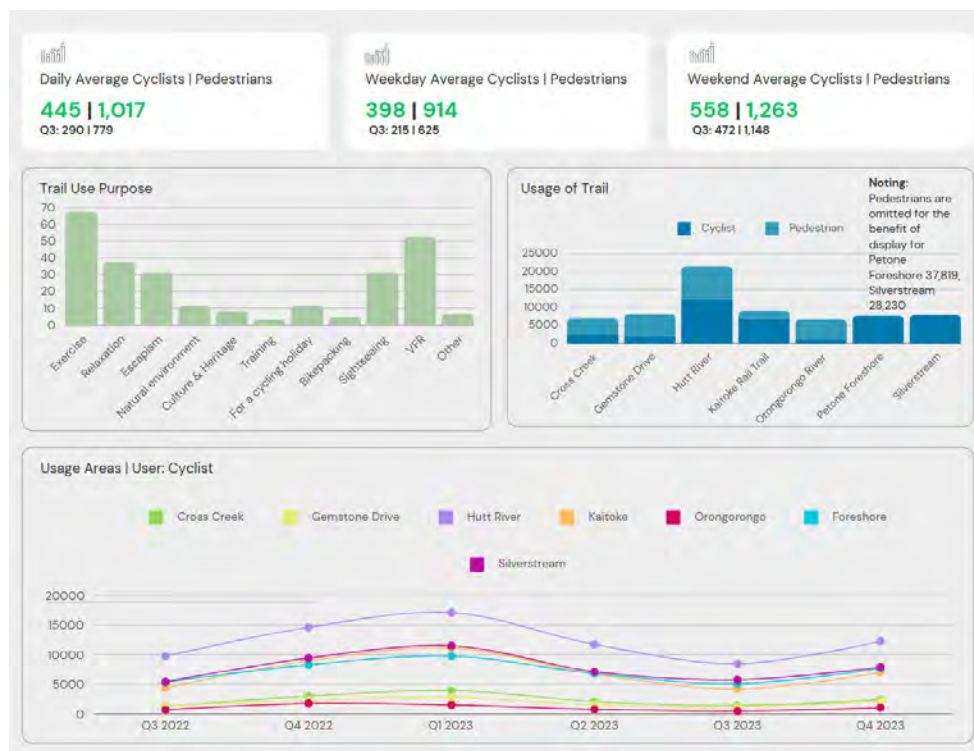 Daily Average Cyclists | Pedestrians
445 | 1,017
Q3: 290 | 779
Weekday Average Cyclists | Pedestrians
398 | 914
Q3: 215 | 625
Weekend Average Cyclists | Pedestrians
558 | 1,263
Q3: 472 | 1,148
Trail Use Purpose
70
60
50
40
30
20
10
0
Exercise
Relaxation
Escapism
Natural environment
Culture & Heritage
Training
For a cycling holiday
Bikepacking
Sightseeing
VFR
Other
Usage of Trail
Noting:
Pedestrians are
omitted for the
benefit of
display for
Petone
Foreshore 37,819,
Silverstream
28,230
Cyclist
Pedestrian
25000
20000
15000
10000
5000
0
Cross Creek
Gemstone Drive
Hutt River
Kaitoke Rail Trail
Orongorongo River
Petone Foreshore
Silverstream
Usage Areas | User: Cyclist
Cross Creek
Gemstone Drive
Hutt River
Kaitoke
Orongorongo
Foreshore
Silverstream
20000
15000
10000
5000
0
Q3 2022
Q4 2022
Q1 2023
Q2 2023
Q3 2023
Q4 2023